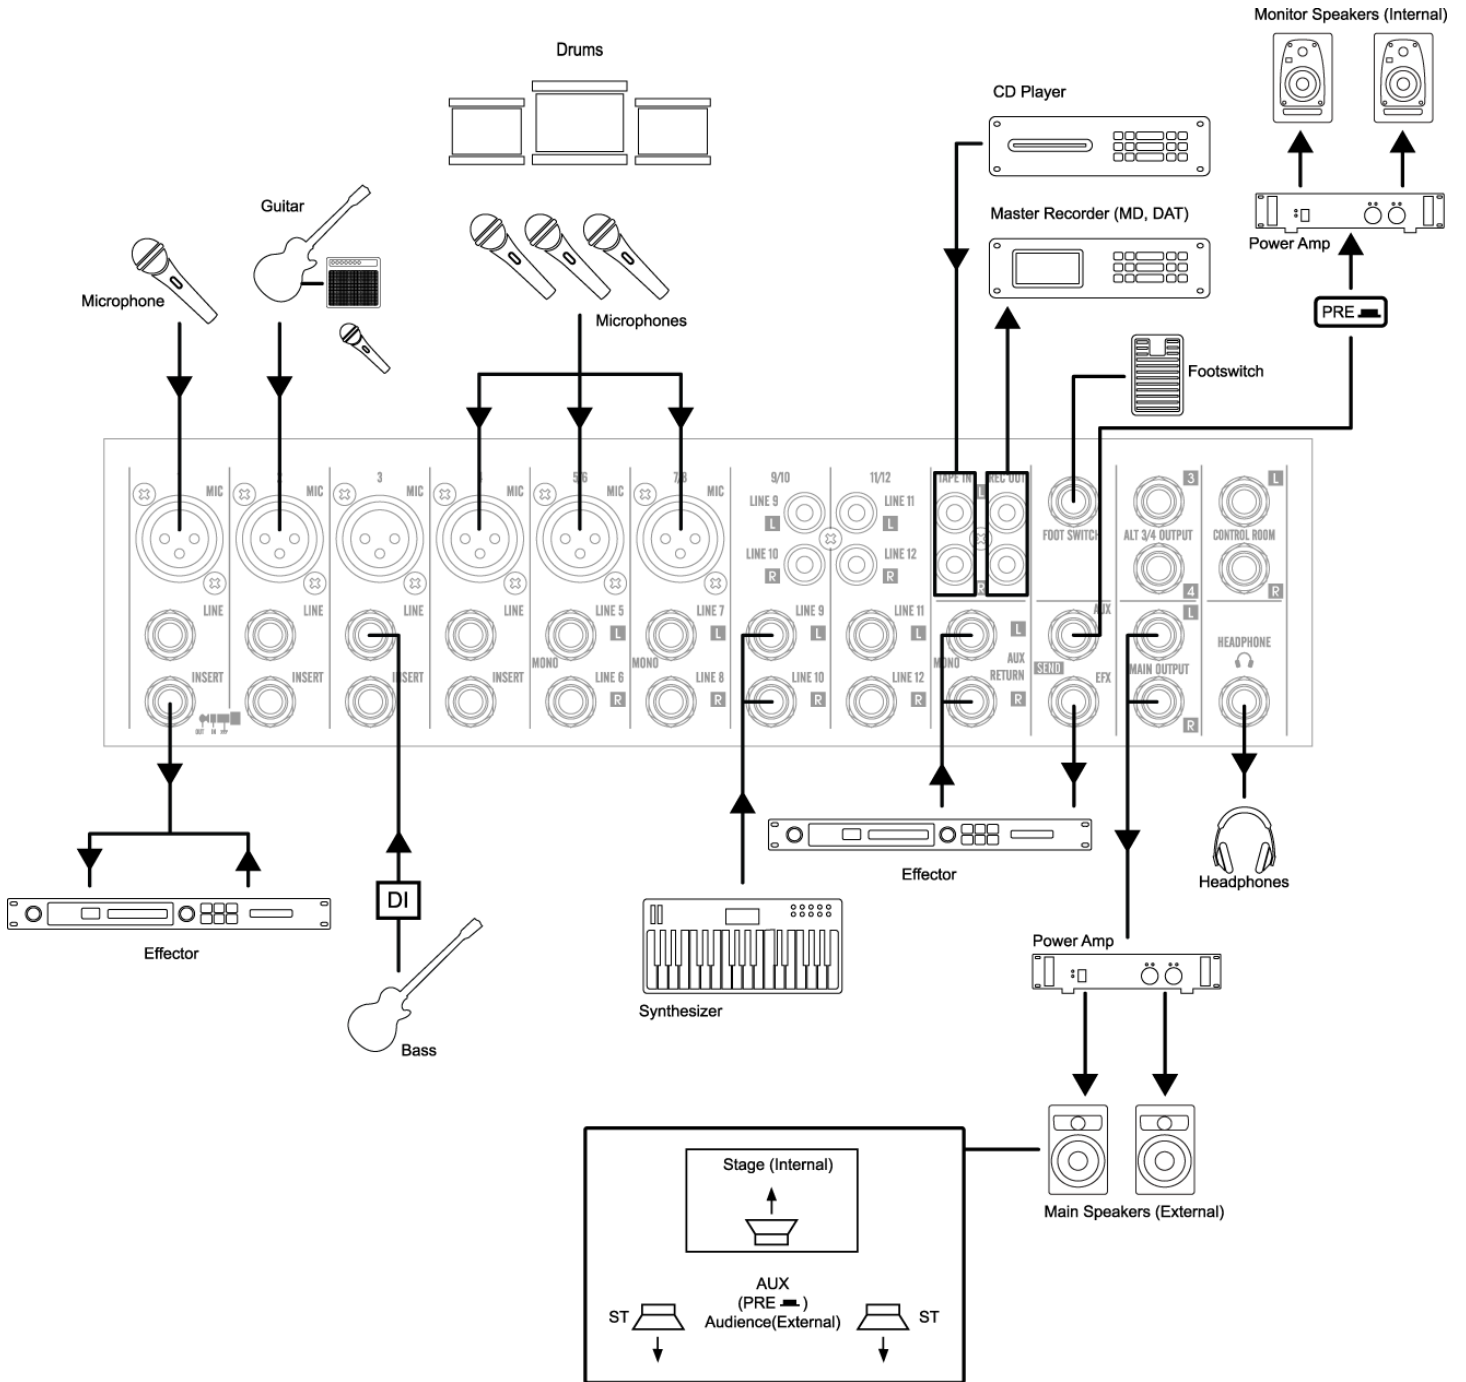 Monitor Speakers (Internal)
Drums
CD Player
Guitar
Master Recorder (MD, DAT)
Power Amp
Microphone
Microphones
PRE
Footswitch
3
5/6
7/8
9/10
11/12
TAPE IN
REC OUT
L
R
MIC
MIC
MIC
MIC
MIC
LINE 9
L
LINE 10
R
LINE 11
L
LINE 12
R
FOOT SWITCH
3
ALT 3/4 OUTPUT
4
L
CONTROL ROOM
R
LINE
LINE
LINE
LINE
LINE 5
L
LINE 7
L
LINE 9
L
LINE 11
L
L
AUX
L
HEADPHONE
MONO
MONO
MONO
AUX
RETURN
SEND
MAIN OUTPUT
INSERT
INSERT
INSERT
INSERT
LINE 6
R
LINE 8
R
LINE 10
R
LINE 12
R
R
EFX
R
OUT
IN
DI
Effector
Effector
Headphones
Power Amp
Synthesizer
Bass
Main Speakers (External)
Stage (Internal)
AUX
(PRE )
Audience(External)
ST
ST